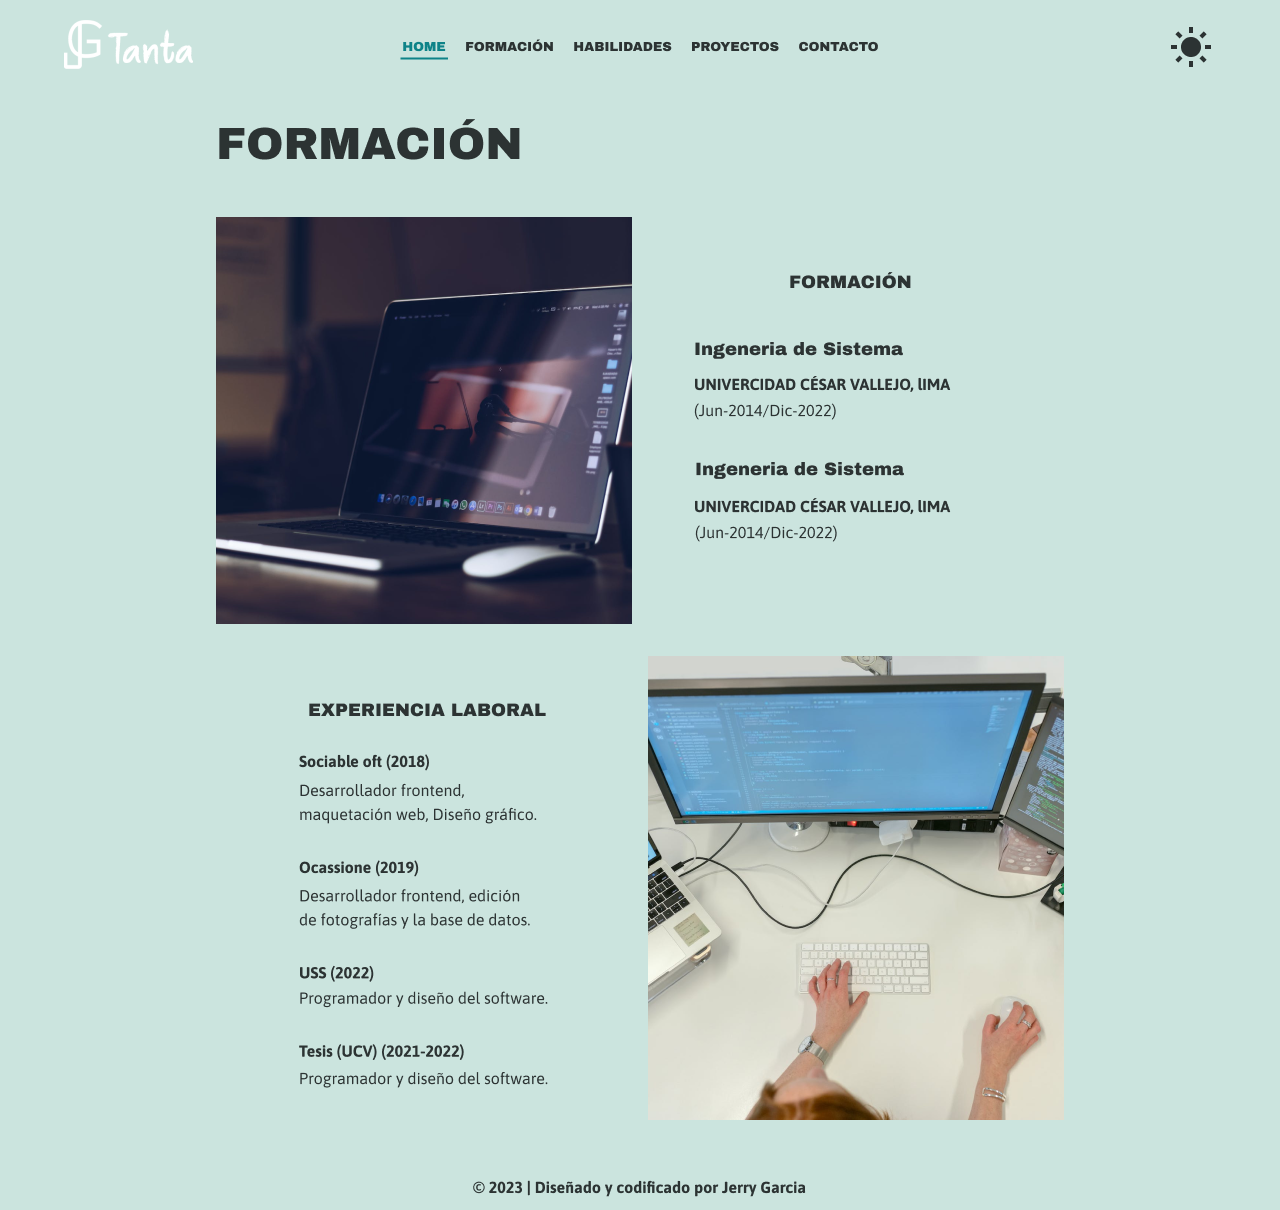 JG Tanta
HOME FORMACIÓN HABILIDADES PROYECTOS CONTACTO
FORMACIÓN
FORMACIÓN
Ingeneria de Sistema
UNIVERCIDAD CÉSAR VALLEJO, lIMA
(Jun-2014/Dic-2022)
Ingeneria de Sistema
UNIVERCIDAD CÉSAR VALLEJO, lIMA
(Jun-2014/Dic-2022)
EXPERIENCIA LABORAL
Sociable oft (2018)
Desarrollador frontend,
maquetación web, Diseño gráfico.
Ocassione (2019)
Desarrollador frontend, edición
de fotografías y la base de datos.
USS (2022)
Programador y diseño del software.
Tesis (UCV) (2021-2022)
Programador y diseño del software.
© 2023 | Diseñado y codificado por Jerry Garcia